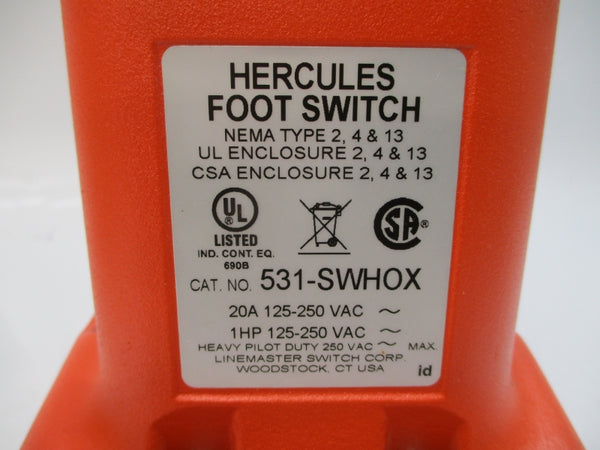 HERCULES
FOOT SWITCH
NEMA TYPE 2, 4 & 13
UL ENCLOSURE 2, 4 & 13
CSA ENCLOSURE 2, 4 & 13
UL ®
LISTED
IND. CONT. EQ.
690B
CSA ®
CAT. NO. 531-SWHOX
20A 125-250 VAC ~
1HP 125-250 VAC ~
HEAVY PILOT DUTY 250 VAC ~ MAX.
LINEMASTER SWITCH CORP.
WOODSTOCK, CT USA
id